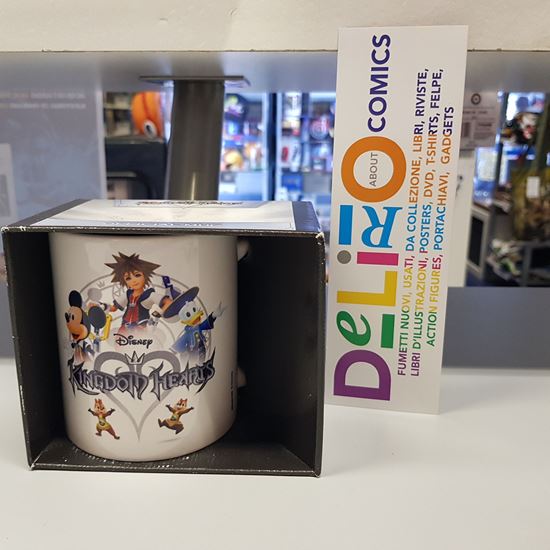 Disney
KINGDOM HEARTS
DeLiRiO
ABOUT
COMICS
FUMETTI NUOVI, USATI, DA COLLEZIONE, LIBRI, RIVISTE,
LIBRI D'ILLUSTRAZIONI, POSTERS, DVD, T-SHIRTS, FELPE,
ACTION FIGURES, PORTACHIAVI, GADGETS